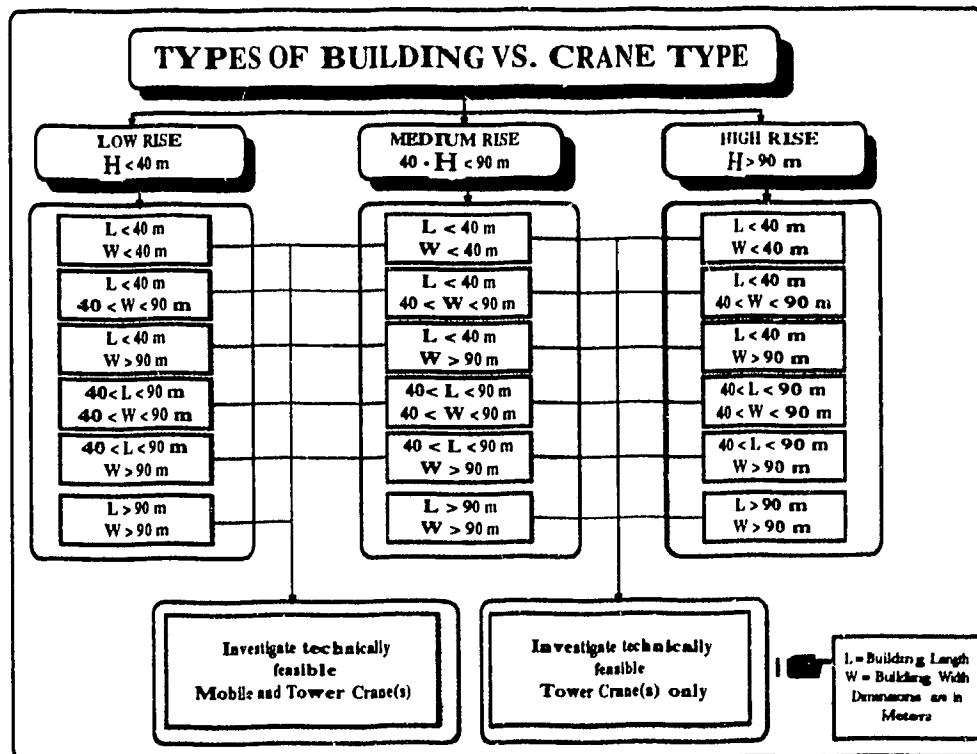 TYPES OF BUILDING VS. CRANE TYPE
LOW RISE
H < 40 m
MEDIUM RISE
40 - H < 90 m
HIGH RISE
H > 90 m
L < 40 m
W < 40 m
L < 40 m
40 < W < 90 m
L < 40 m
W > 90 m
40 < L < 90 m
40 < W < 90 m
40 < L < 90 m
W > 90 m
L > 90 m
W > 90 m
L < 40 m
W < 40 m
L < 40 m
40 < W < 90 m
L < 40 m
W > 90 m
40 < L < 90 m
40 < W < 90 m
40 < L < 90 m
W > 90 m
L > 90 m
W > 90 m
L < 40 m
W < 40 m
L < 40 m
40 < W < 90 m
L < 40 m
W > 90 m
40 < L < 90 m
40 < W < 90 m
40 < L < 90 m
W > 90 m
L > 90 m
W > 90 m
Investigate technically
feasible
Mobile and Tower Crane(s)
Investigate technically
feasible
Tower Crane(s) only
L = Building Length
W = Building Width
Dimensions are in
Meters